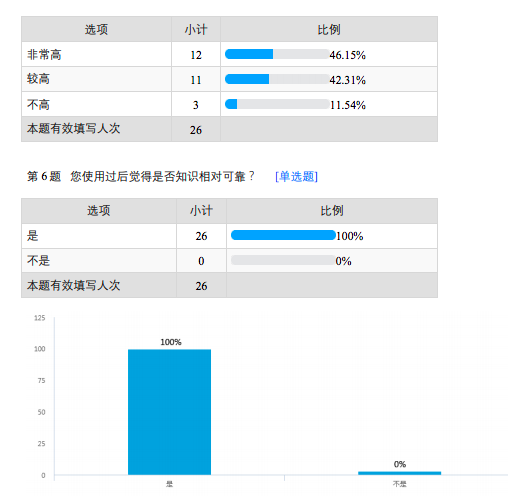 选项 小计 比例
非常高 12 46.15%
较高 11 42.31%
不高 3 11.54%
本题有效填写人次 26
第 6 题 您使用过后觉得是否知识相对可靠？ [单选题]
选项 小计 比例
是 26 100%
不是 0 0%
本题有效填写人次 26
125
100%
100
75
50
25
0%
0
是 不是